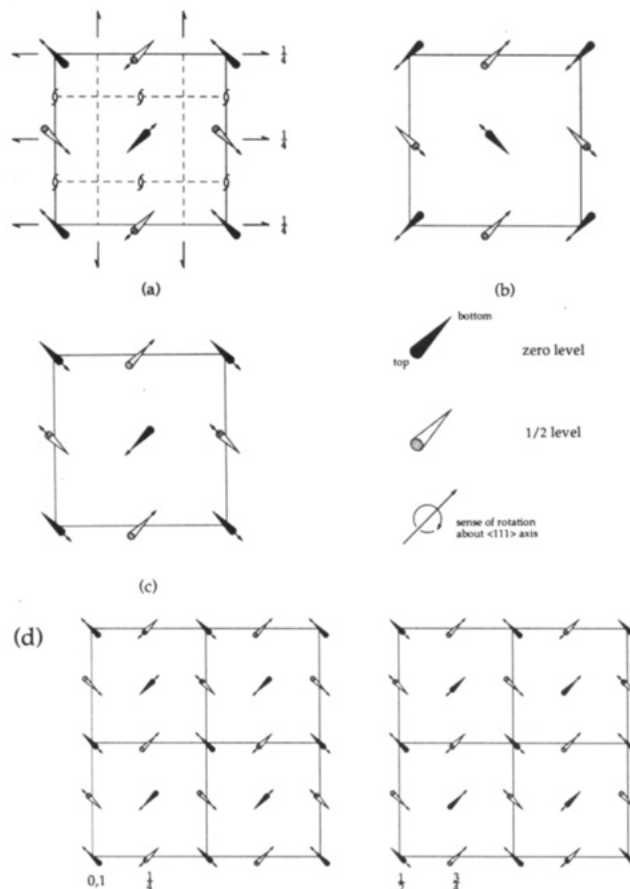 1/4
1/4
1/4
(a)
(b)
bottom
top
zero level
1/2 level
sense of rotation
about <111> axis
(c)
(d)
0,1
1/4
1/2
3/4